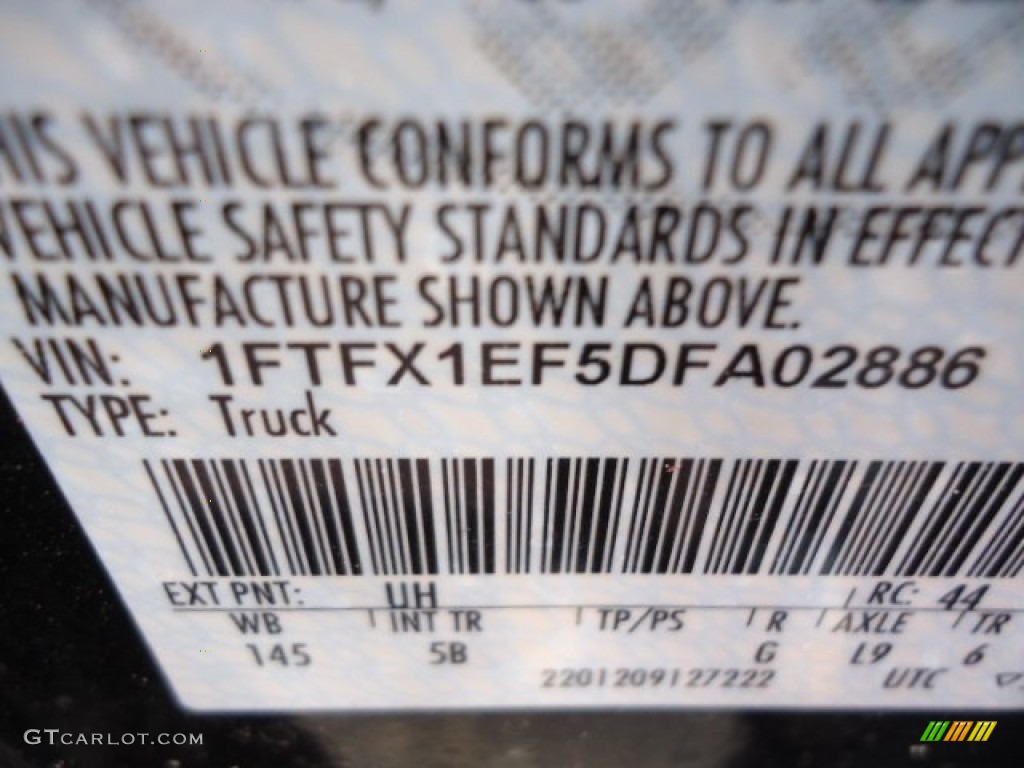 HIS VEHICLE CONFORMS TO ALL APP
VEHICLE SAFETY STANDARDS IN EFFECT
MANUFACTURE SHOWN ABOVE.
VIN: 1FTFX1EF5DFA02886
TYPE: Truck
EXT PNT: UH RC: 44
WB INT TR TP/PS R AXLE TR
145 5B G L9 6
2201209127222 UTC
GTCARLOT.COM